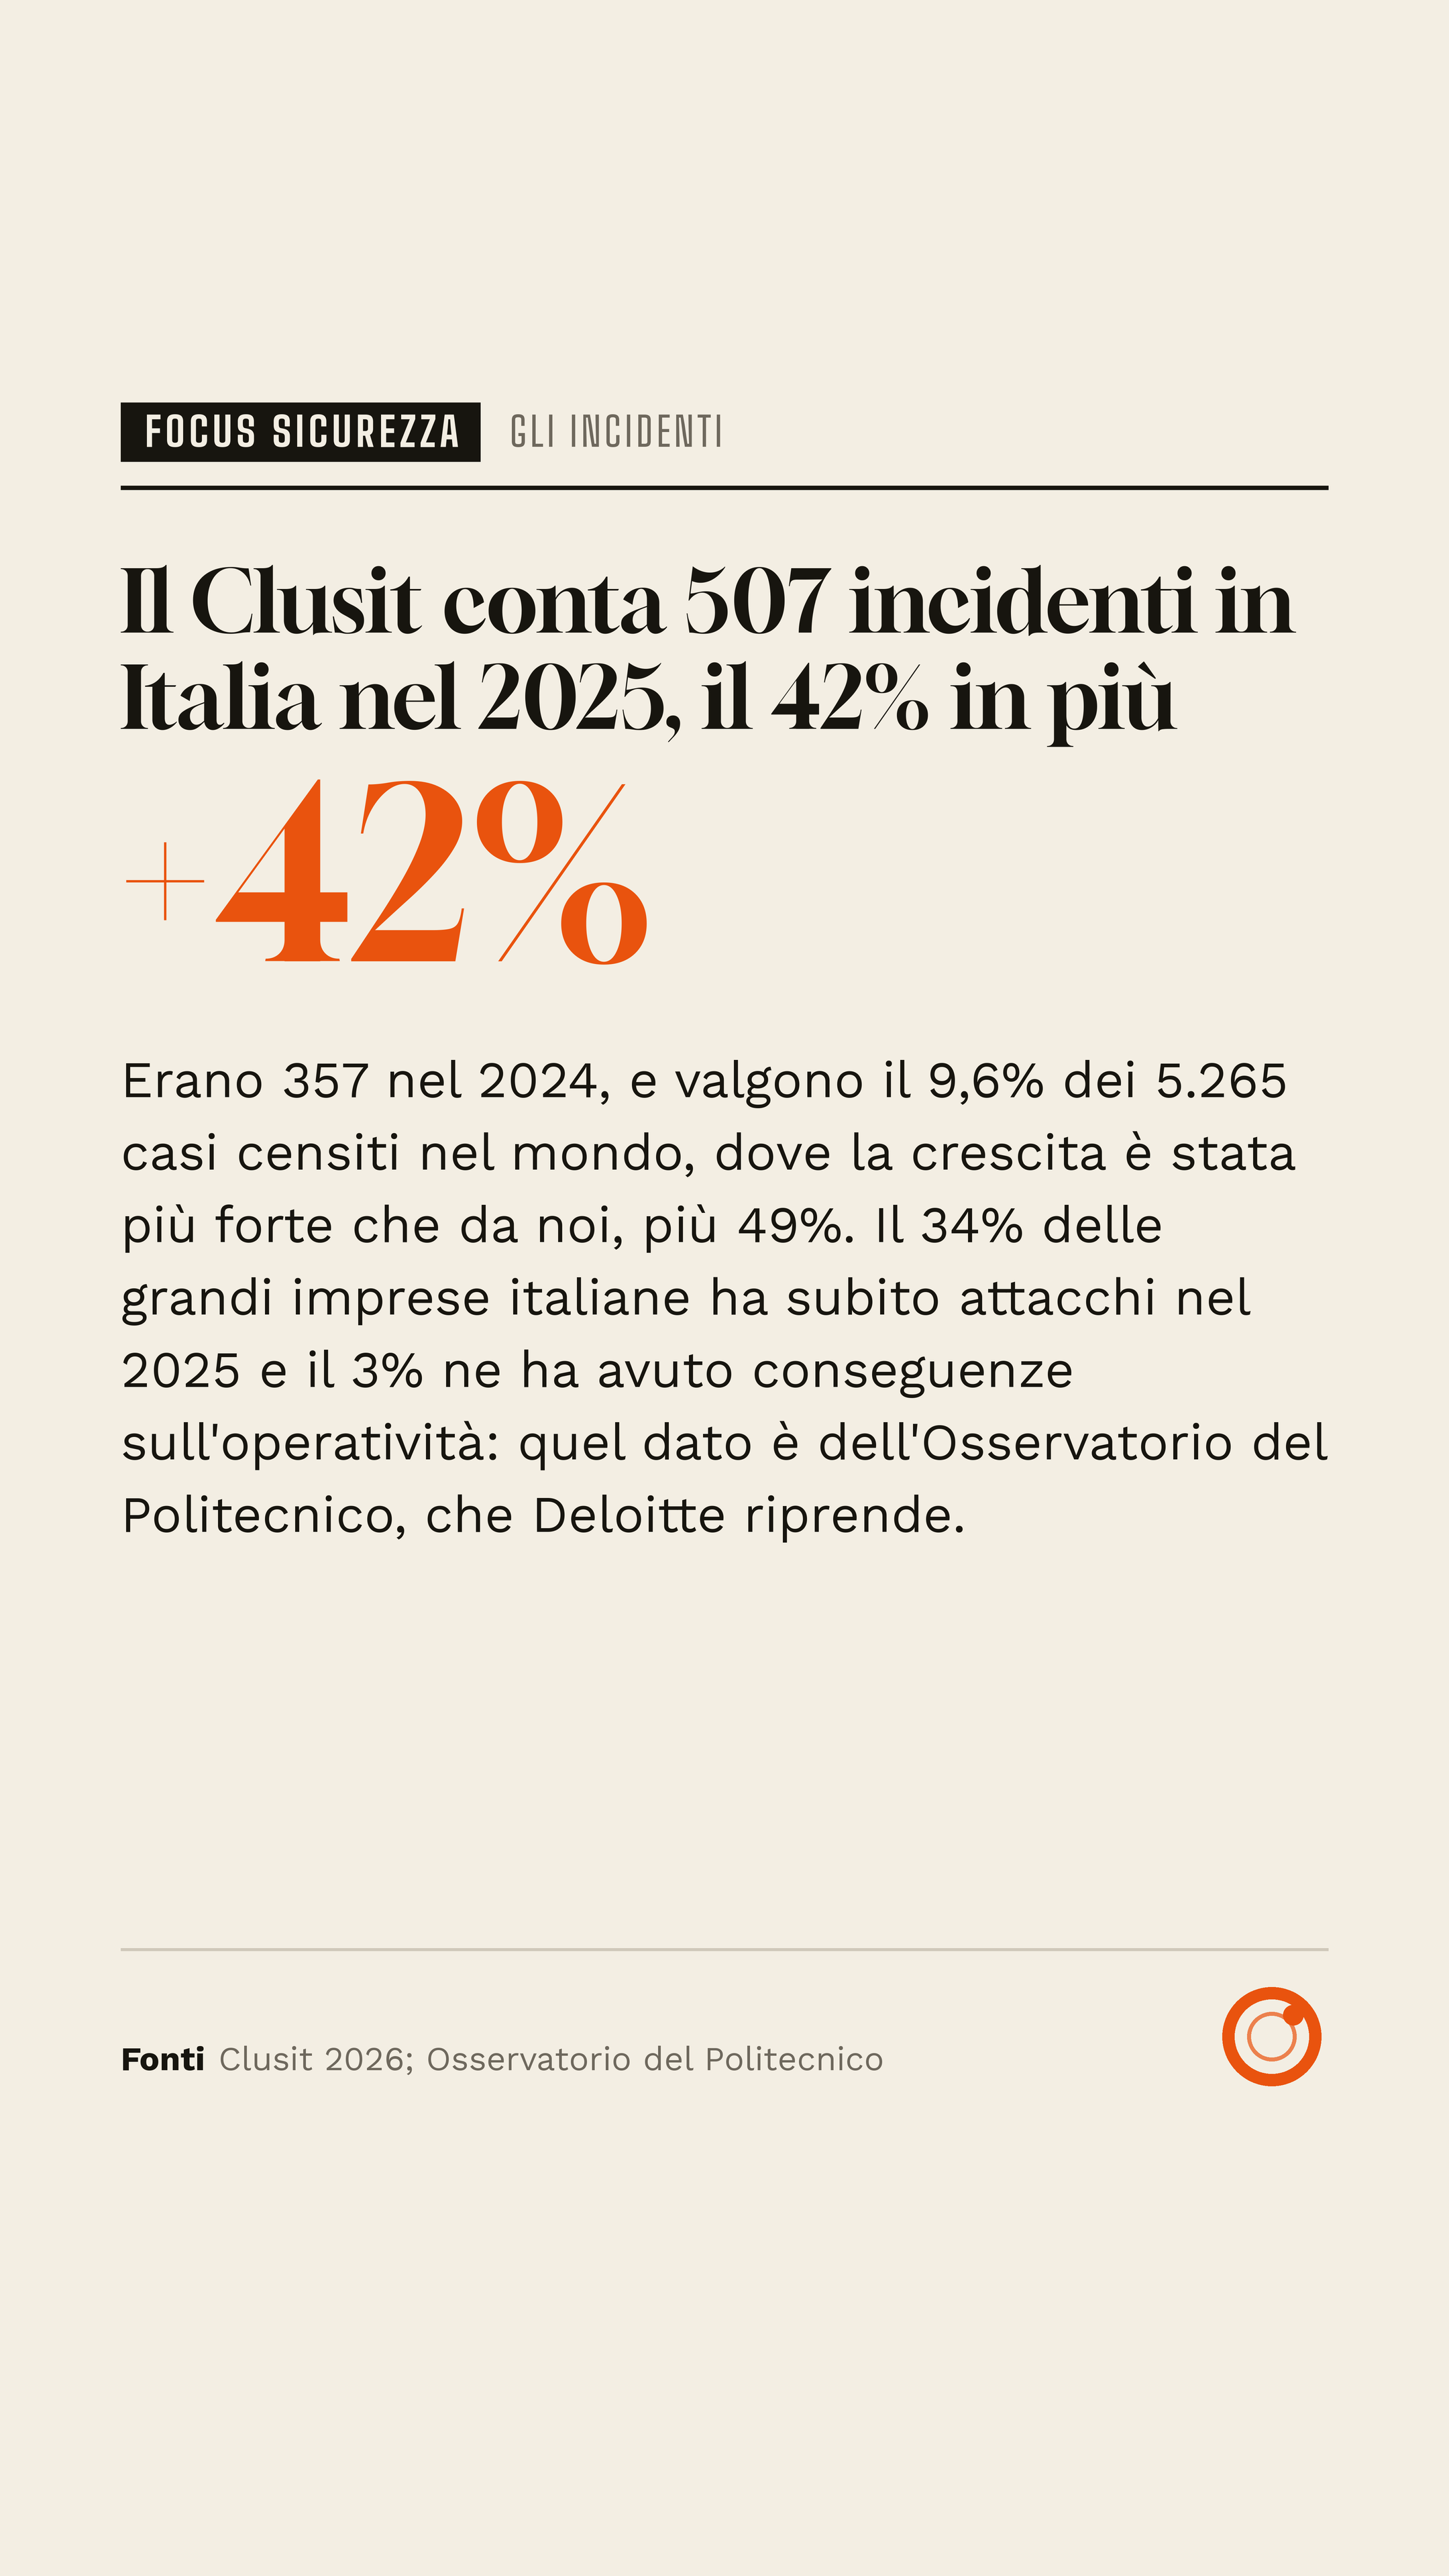 FOCUS SICUREZZA GLI INCIDENTI
Il Clusit conta 507 incidenti in
Italia nel 2025, il 42% in più
+42%
Erano 357 nel 2024, e valgono il 9,6% dei 5.265
casi censiti nel mondo, dove la crescita è stata
più forte che da noi, più 49%. Il 34% delle
grandi imprese italiane ha subito attacchi nel
2025 e il 3% ne ha avuto conseguenze
sull'operatività: quel dato è dell'Osservatorio del
Politecnico, che Deloitte riprende.
Fonti Clusit 2026; Osservatorio del Politecnico